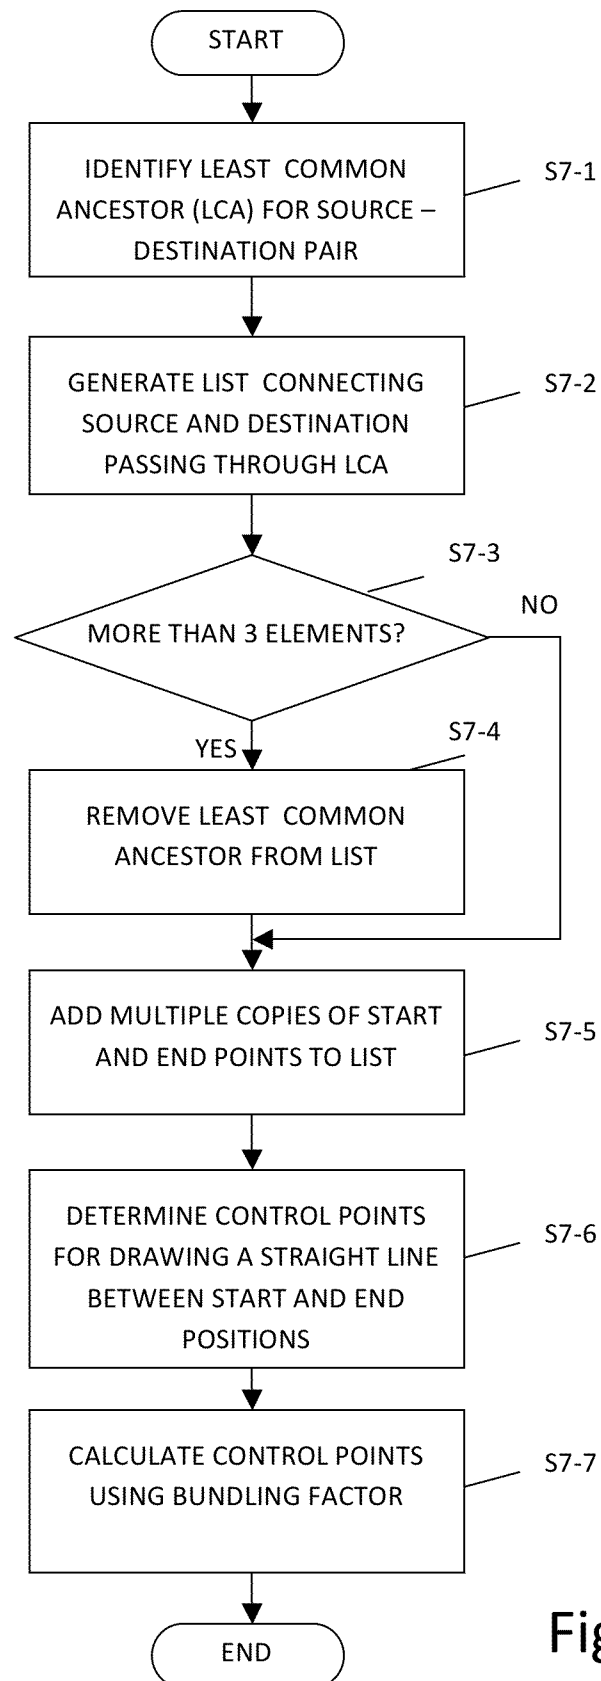 START
IDENTIFY LEAST COMMON
ANCESTOR (LCA) FOR SOURCE –
DESTINATION PAIR
S7-1
GENERATE LIST CONNECTING
SOURCE AND DESTINATION
PASSING THROUGH LCA
S7-2
S7-3
MORE THAN 3 ELEMENTS?
NO
YES
S7-4
REMOVE LEAST COMMON
ANCESTOR FROM LIST
ADD MULTIPLE COPIES OF START
AND END POINTS TO LIST
S7-5
DETERMINE CONTROL POINTS
FOR DRAWING A STRAIGHT LINE
BETWEEN START AND END
POSITIONS
S7-6
CALCULATE CONTROL POINTS
USING BUNDLING FACTOR
S7-7
END
Fig